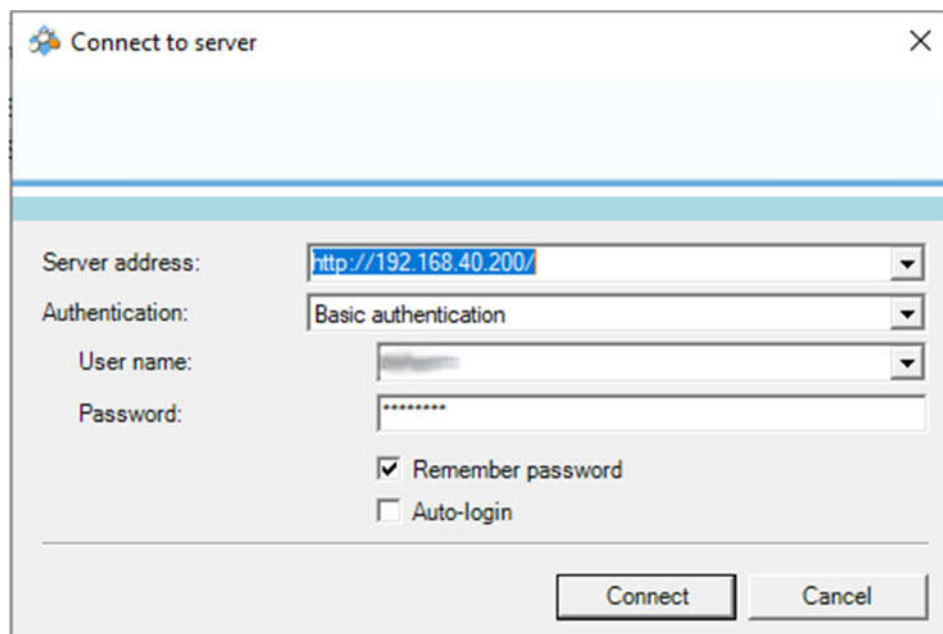 Connect to server
Server address: http://192.168.40.200/
Authentication: Basic authentication
User name:
Password: ********
Remember password
Auto-login
Connect Cancel